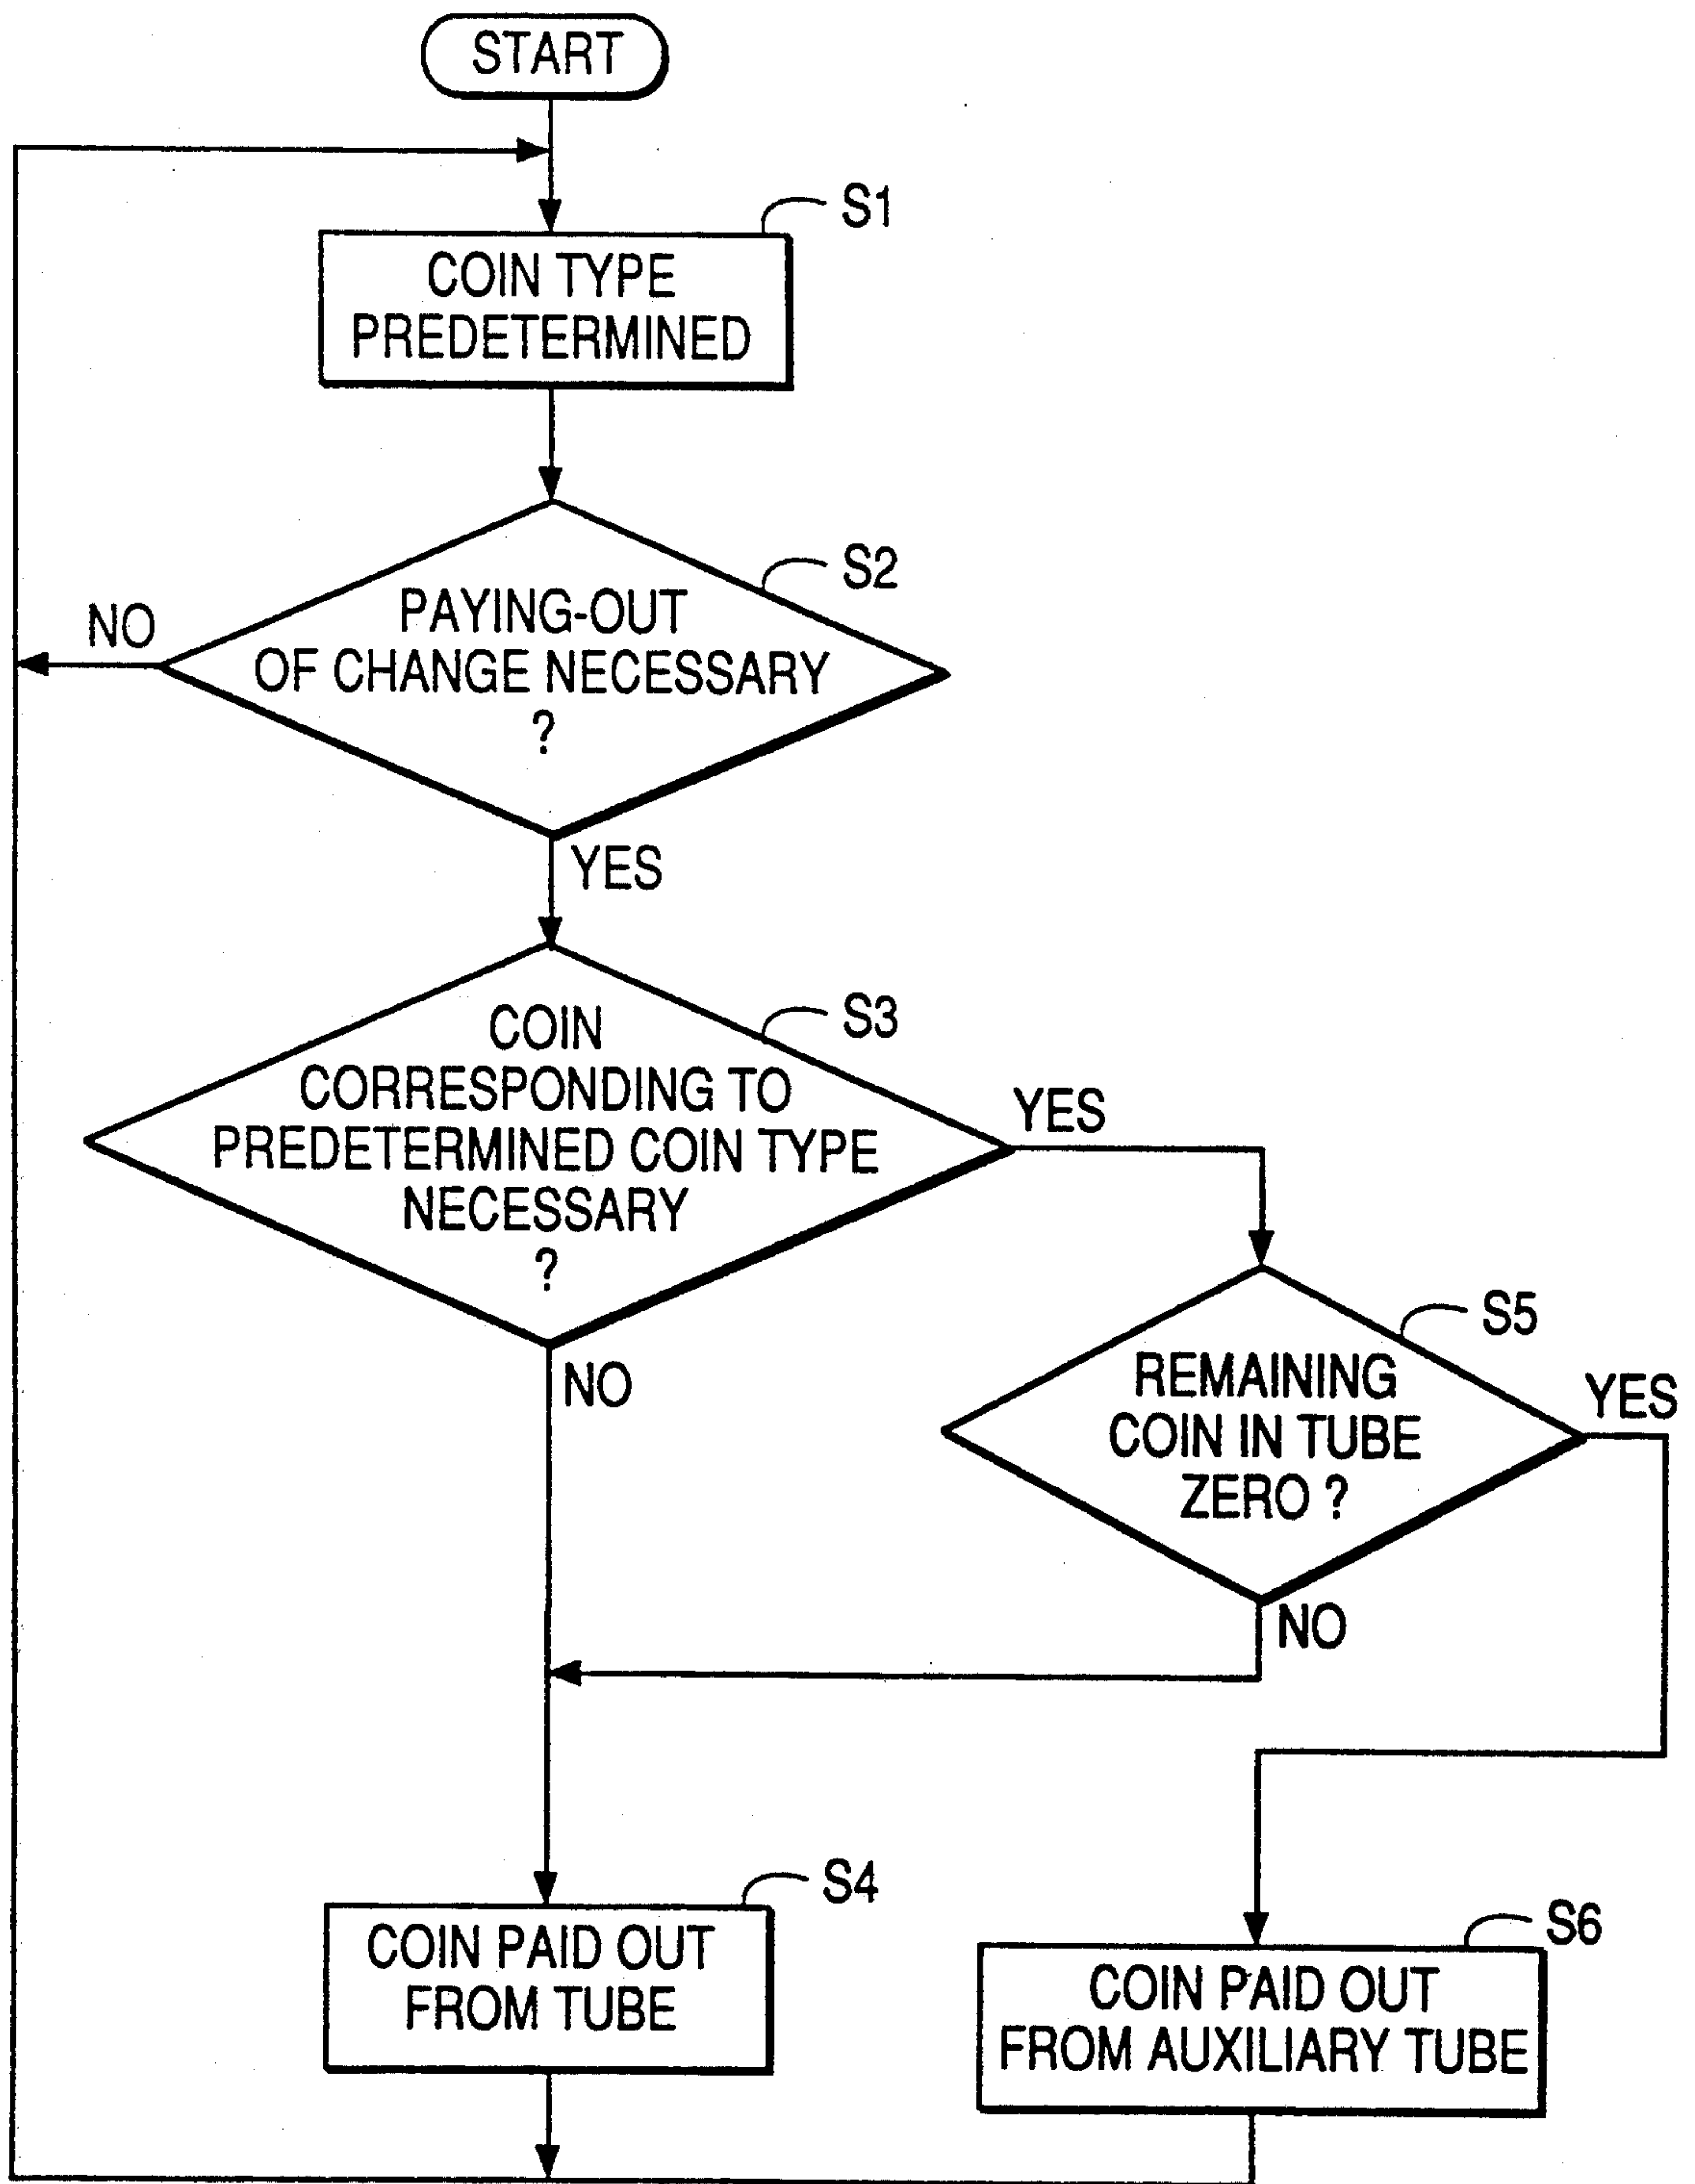 START
S1
COIN TYPE
PREDETERMINED
S2
PAYING-OUT
OF CHANGE NECESSARY
?
NO
YES
S3
COIN
CORRESPONDING TO
PREDETERMINED COIN TYPE
NECESSARY
?
YES
NO
S5
REMAINING
COIN IN TUBE
ZERO ?
YES
NO
S4
COIN PAID OUT
FROM TUBE
S6
COIN PAID OUT
FROM AUXILIARY TUBE